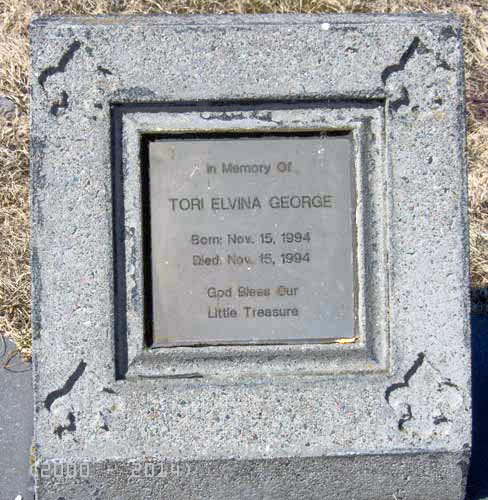 In Memory Of
TORI ELVINA GEORGE
Born: Nov. 15, 1994
Died: Nov. 15, 1994
God Bless Our
Little Treasure
(2000 - 2014)